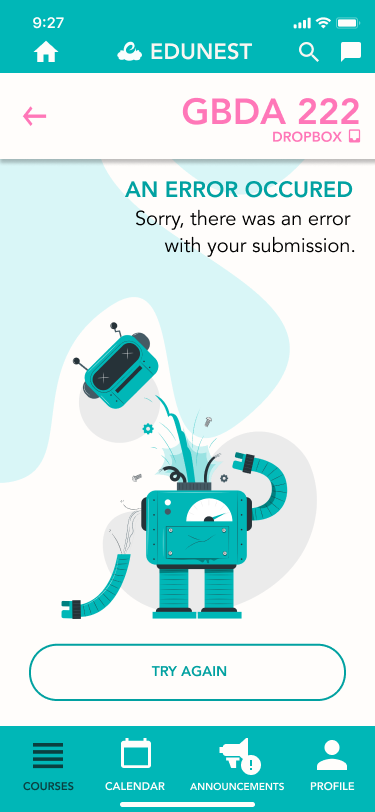 9:27
EDUNEST
GBDA 222
DROPBOX
AN ERROR OCCURED
Sorry, there was an error
with your submission.
TRY AGAIN
COURSES
CALENDAR
ANNOUNCEMENTS
PROFILE